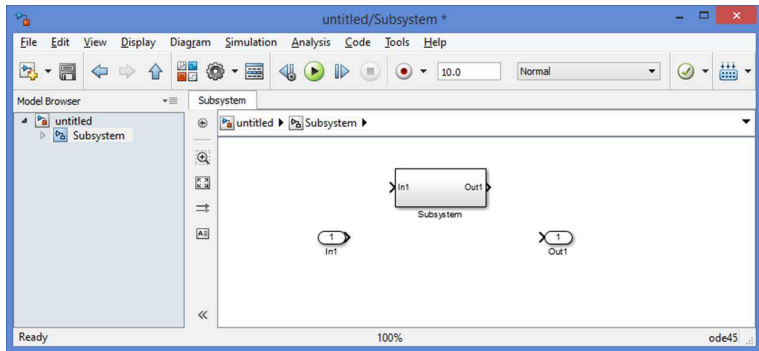 untitled/Subsystem *
File Edit View Display Diagram Simulation Analysis Code Tools Help
10.0 Normal
Model Browser Subsystem
untitled
Subsystem
untitled Subsystem
In1 Out1
Subsystem
1 1
In1 Out1
Ready 100% ode45